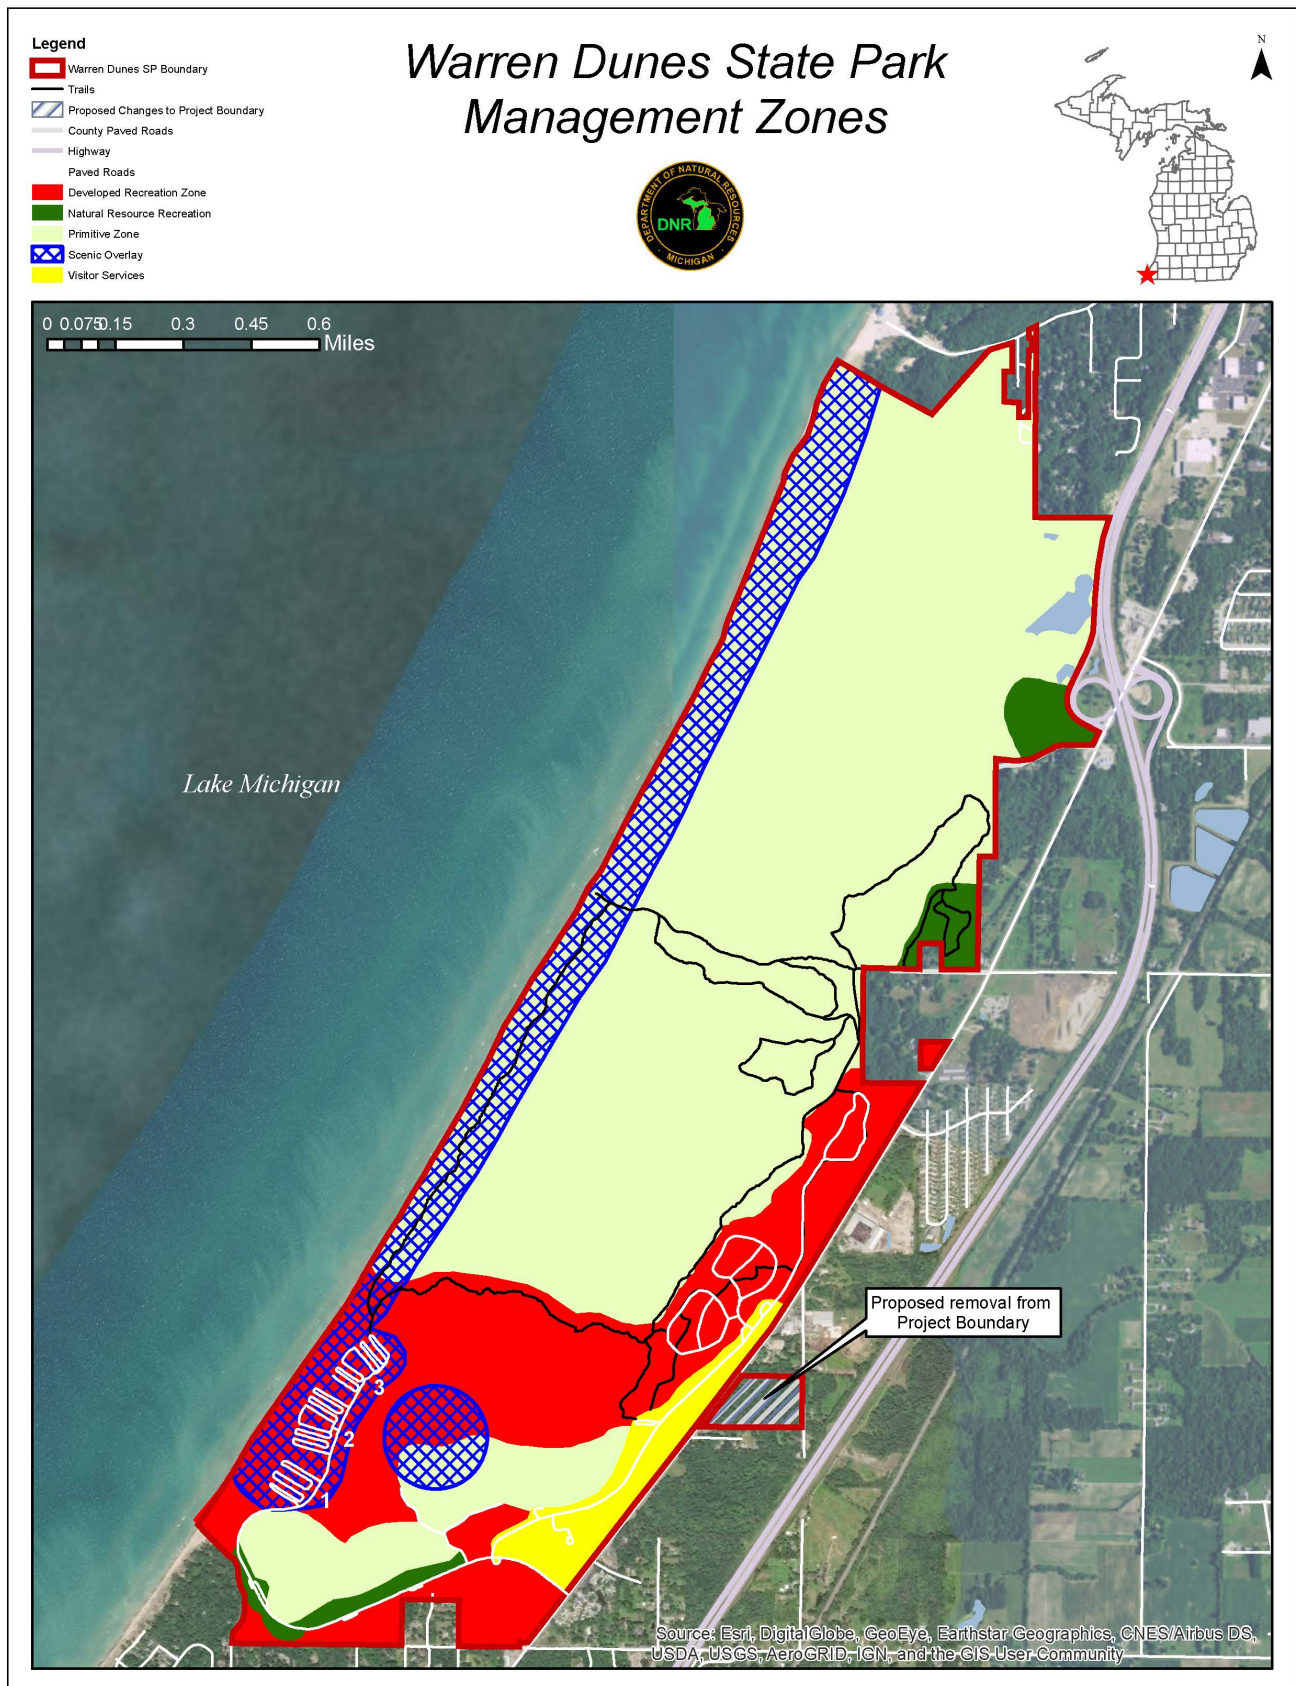 Legend
Warren Dunes SP Boundary
Trails
Proposed Changes to Project Boundary
County Paved Roads
Highway
Paved Roads
Developed Recreation Zone
Natural Resource Recreation
Primitive Zone
Scenic Overlay
Visitor Services
Warren Dunes State Park
Management Zones
DEPARTMENT OF NATURAL RESOURCES
DNR
MICHIGAN
N
0 0.075 0.15 0.3 0.45 0.6
Miles
Lake Michigan
Proposed removal from
Project Boundary
3
2
1
Source: Esri, DigitalGlobe, GeoEye, Earthstar Geographics, CNES/Airbus DS,
USDA, USGS, AeroGRID, IGN, and the GIS User Community